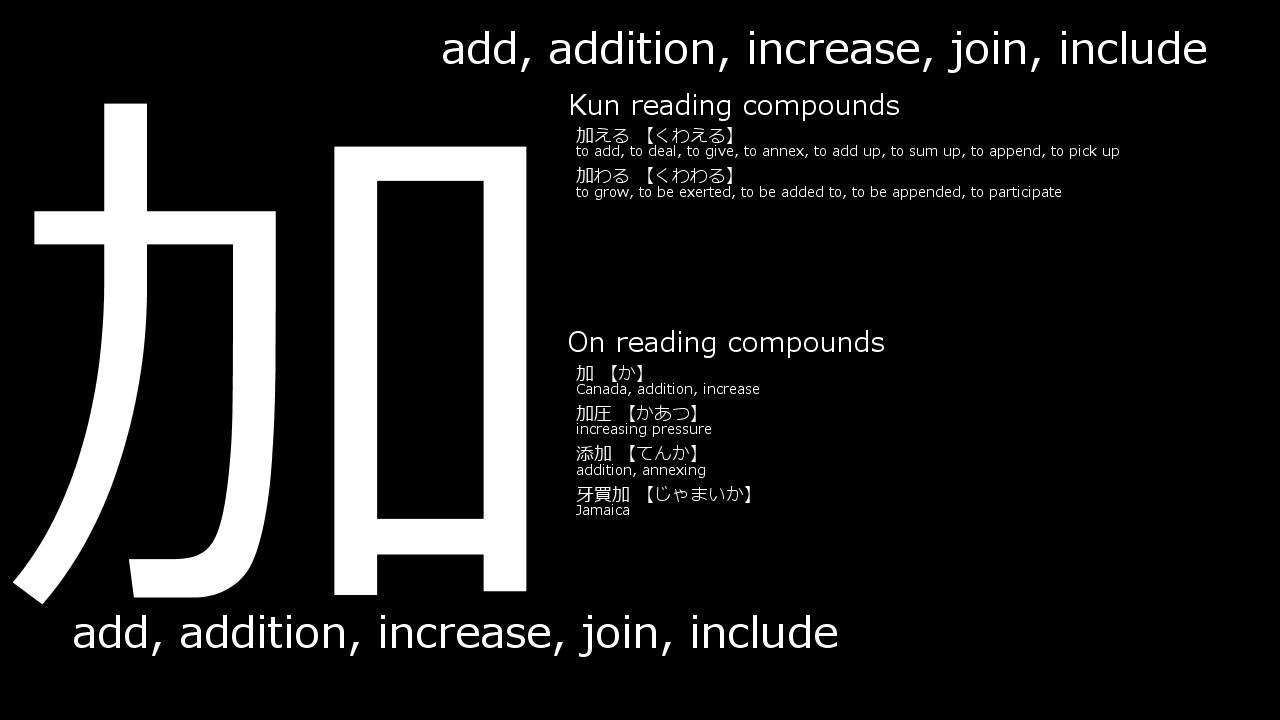 add, addition, increase, join, include
加
Kun reading compounds
加える 【くわえる】
to add, to deal, to give, to annex, to add up, to sum up, to append, to pick up
加わる 【くわわる】
to grow, to be exerted, to be added to, to be appended, to participate
On reading compounds
加 【か】
Canada, addition, increase
加圧 【かあつ】
increasing pressure
添加 【てんか】
addition, annexing
牙買加 【じゃまいか】
Jamaica
add, addition, increase, join, include